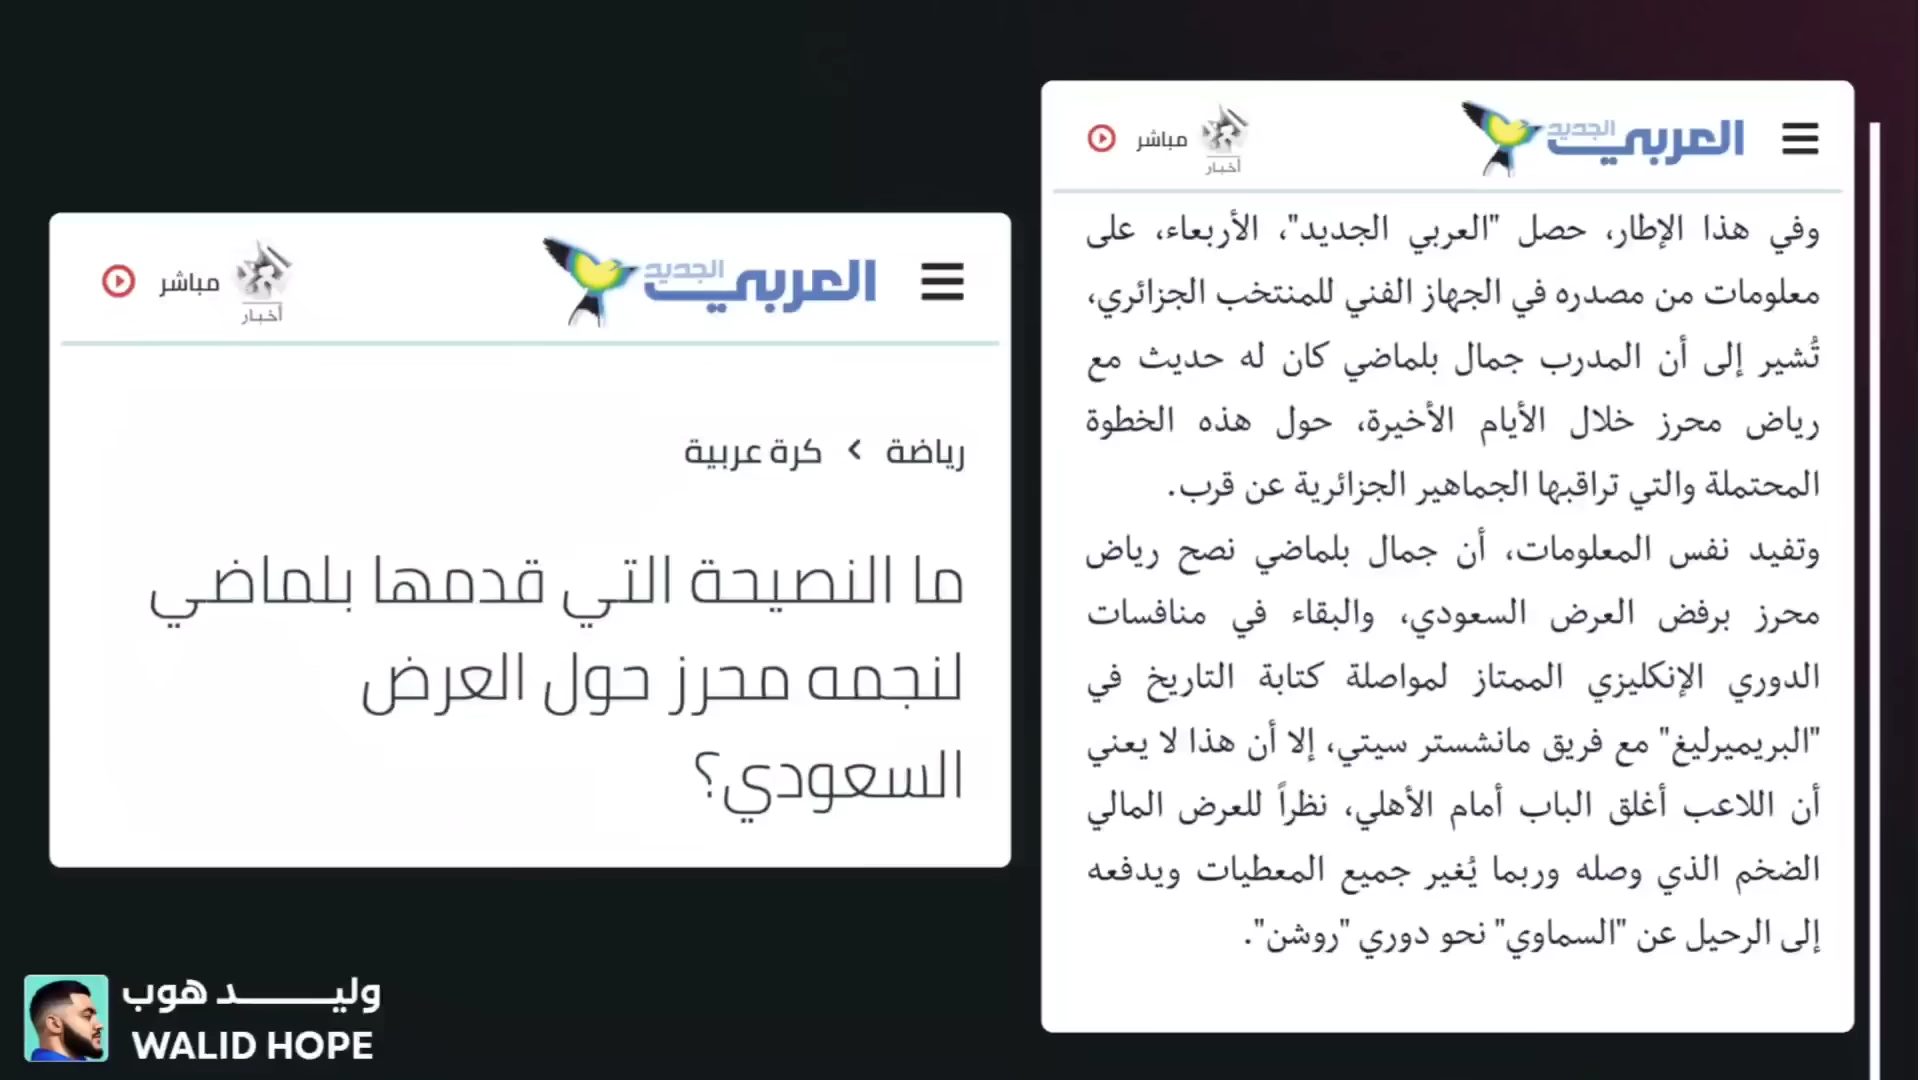 العربي الجديد
أخبار
مباشر
رياضة > كرة عربية
ما النصيحة التي قدمها بلماضي
لنجمه محرز حول العرض
السعودي؟
العربي الجديد
أخبار
مباشر
وفي هذا الإطار، حصل "العربي الجديد"، الأربعاء، على
معلومات من مصدره في الجهاز الفني للمنتخب الجزائري،
تُشير إلى أن المدرب جمال بلماضي كان له حديث مع
رياض محرز خلال الأيام الأخيرة، حول هذه الخطوة
المحتملة والتي تراقبها الجماهير الجزائرية عن قرب.
وتفيد نفس المعلومات، أن جمال بلماضي نصح رياض
محرز برفض العرض السعودي، والبقاء في منافسات
الدوري الإنكليزي الممتاز لمواصلة كتابة التاريخ في
"البريميرليغ" مع فريق مانشستر سيتي، إلا أن هذا لا يعني
أن اللاعب أغلق الباب أمام الأهلي، نظراً للعرض المالي
الضخم الذي وصله وربما يُغير جميع المعطيات ويدفعه
إلى الرحيل عن "السماوي" نحو دوري "روشن".
وليـــــــد هوب
WALID HOPE